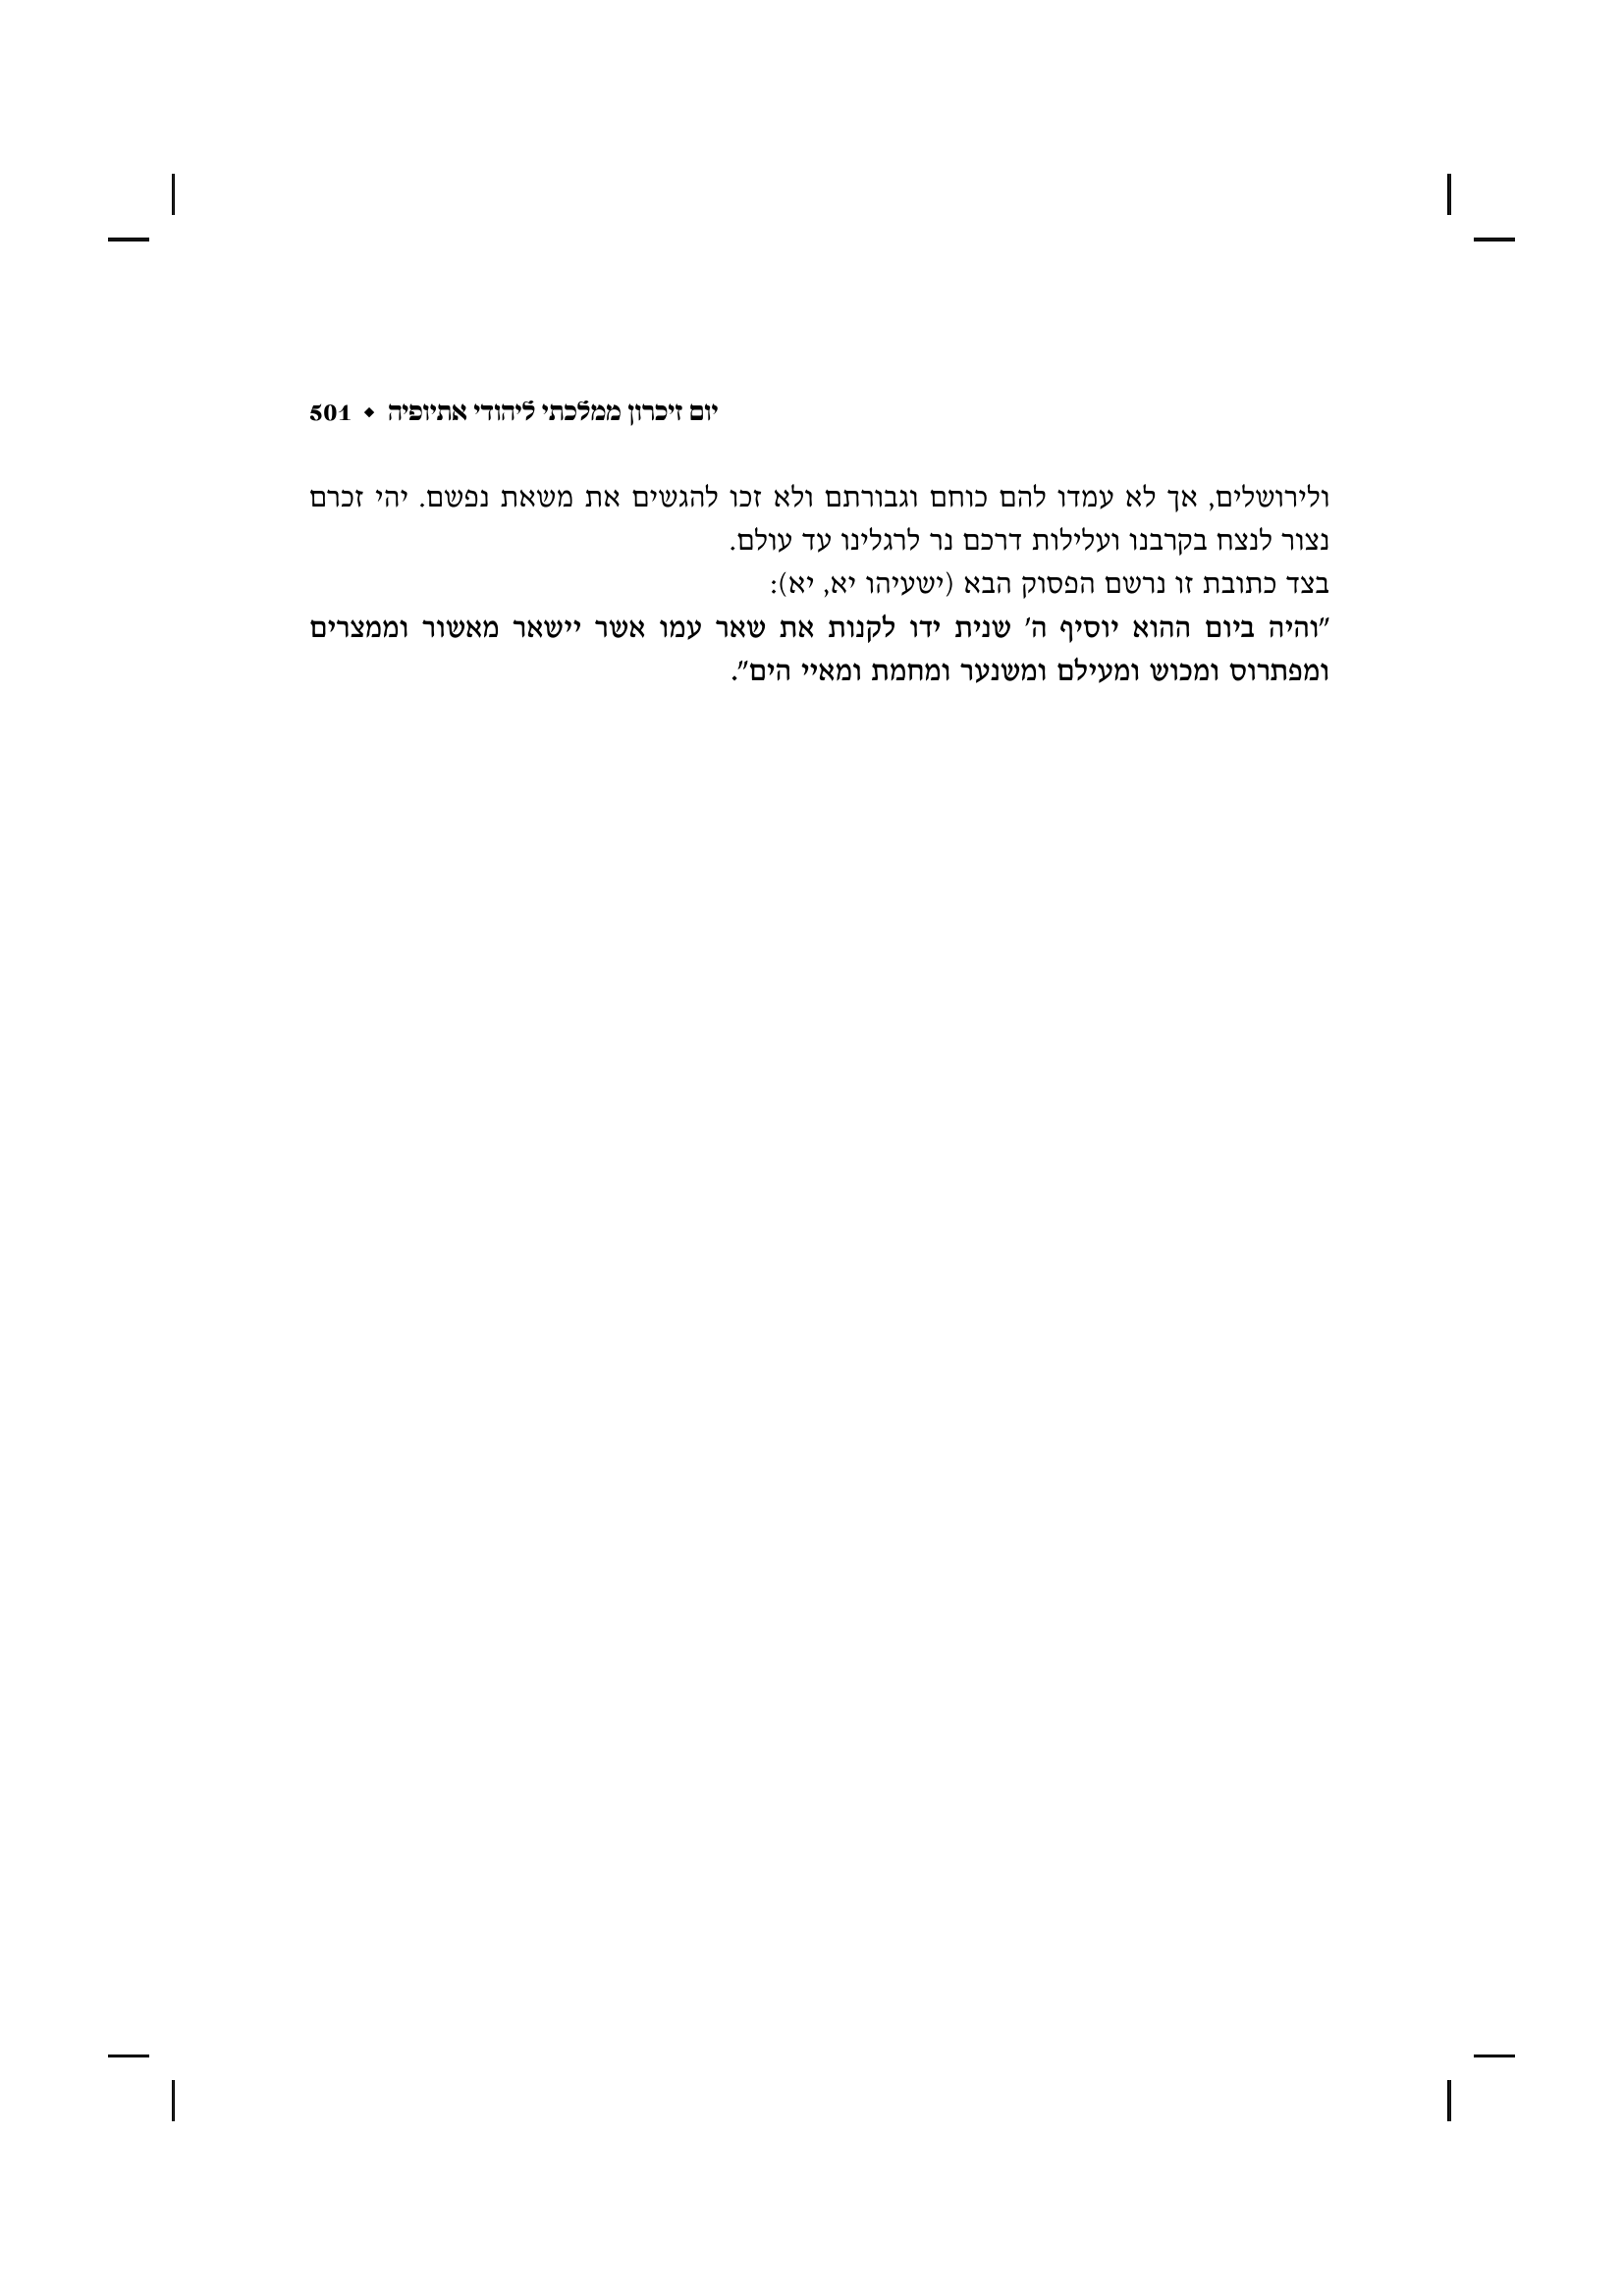 יום זיכרון ממלכתי ליהודי אתיופיה ◆ 501
ולירושלים, אך לא עמדו להם כוחם וגבורתם ולא זכו להגשים את משאת נפשם. יהי זכרם
נצור לנצח בקרבנו ועלילות דרכם נר לרגלינו עד עולם.
בצד כתובת זו נרשם הפסוק הבא (ישעיהו יא, יא):
"והיה ביום ההוא יוסיף ה' שנית ידו לקנות את שאר עמו אשר יישאר מאשור וממצרים
ומפתרוס ומכוש ומעילם ומשנער ומחמת ומאיי הים".